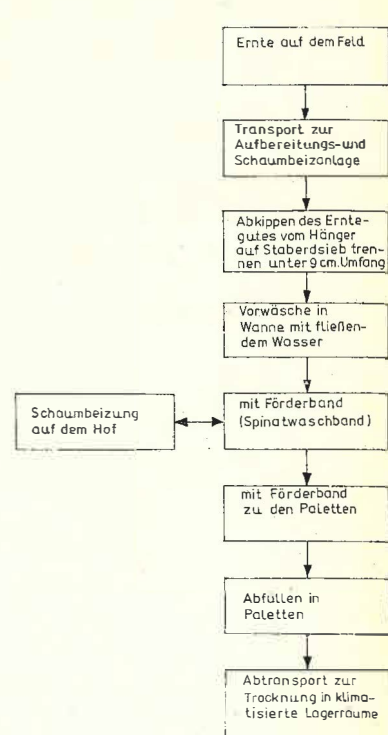 Ernte auf dem Feld
Transport zur
Aufbereitungs-und
Schaumbeizanlage
Abkippen des Ernte-
gutes vom Hänger
auf Staberdsieb tren-
nen unter 9cm. Umfang
Vorwäsche in
Wanne mit fließen-
dem Wasser
Schaumbeizung
auf dem Hof
mit Förderband
(Spinatwaschband)
mit Förderband
zu den Paletten
Abfüllen in
Paletten
Abtransport zur
Trocknung in klima-
tisierte Lagerräume